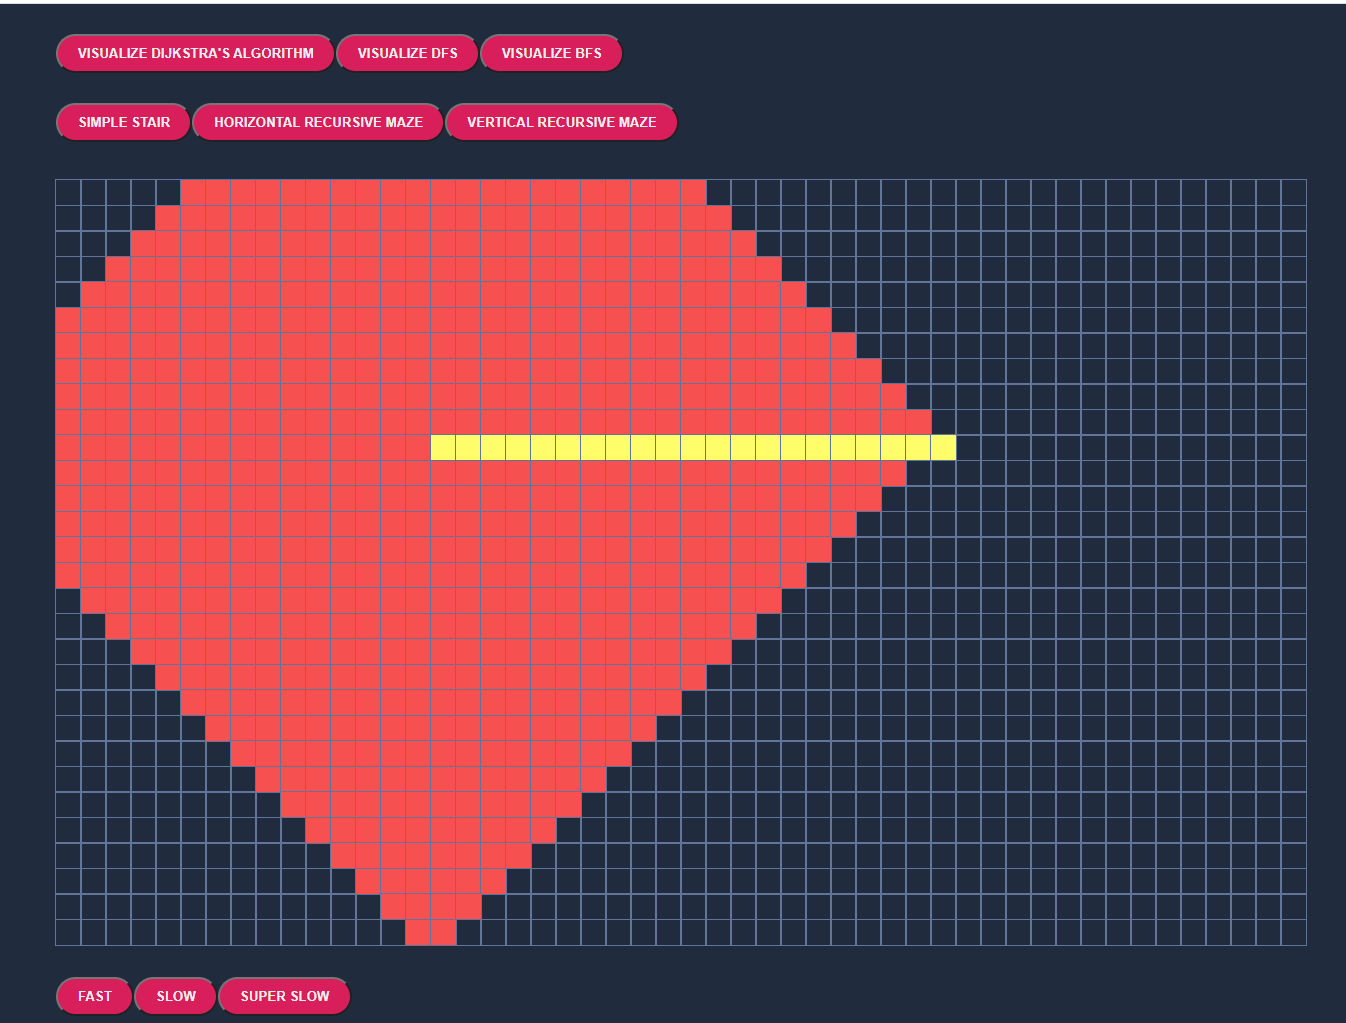 VISUALIZE DIJKSTRA'S ALGORITHM VISUALIZE DFS VISUALIZE BFS
SIMPLE STAIR HORIZONTAL RECURSIVE MAZE VERTICAL RECURSIVE MAZE
FAST SLOW SUPER SLOW